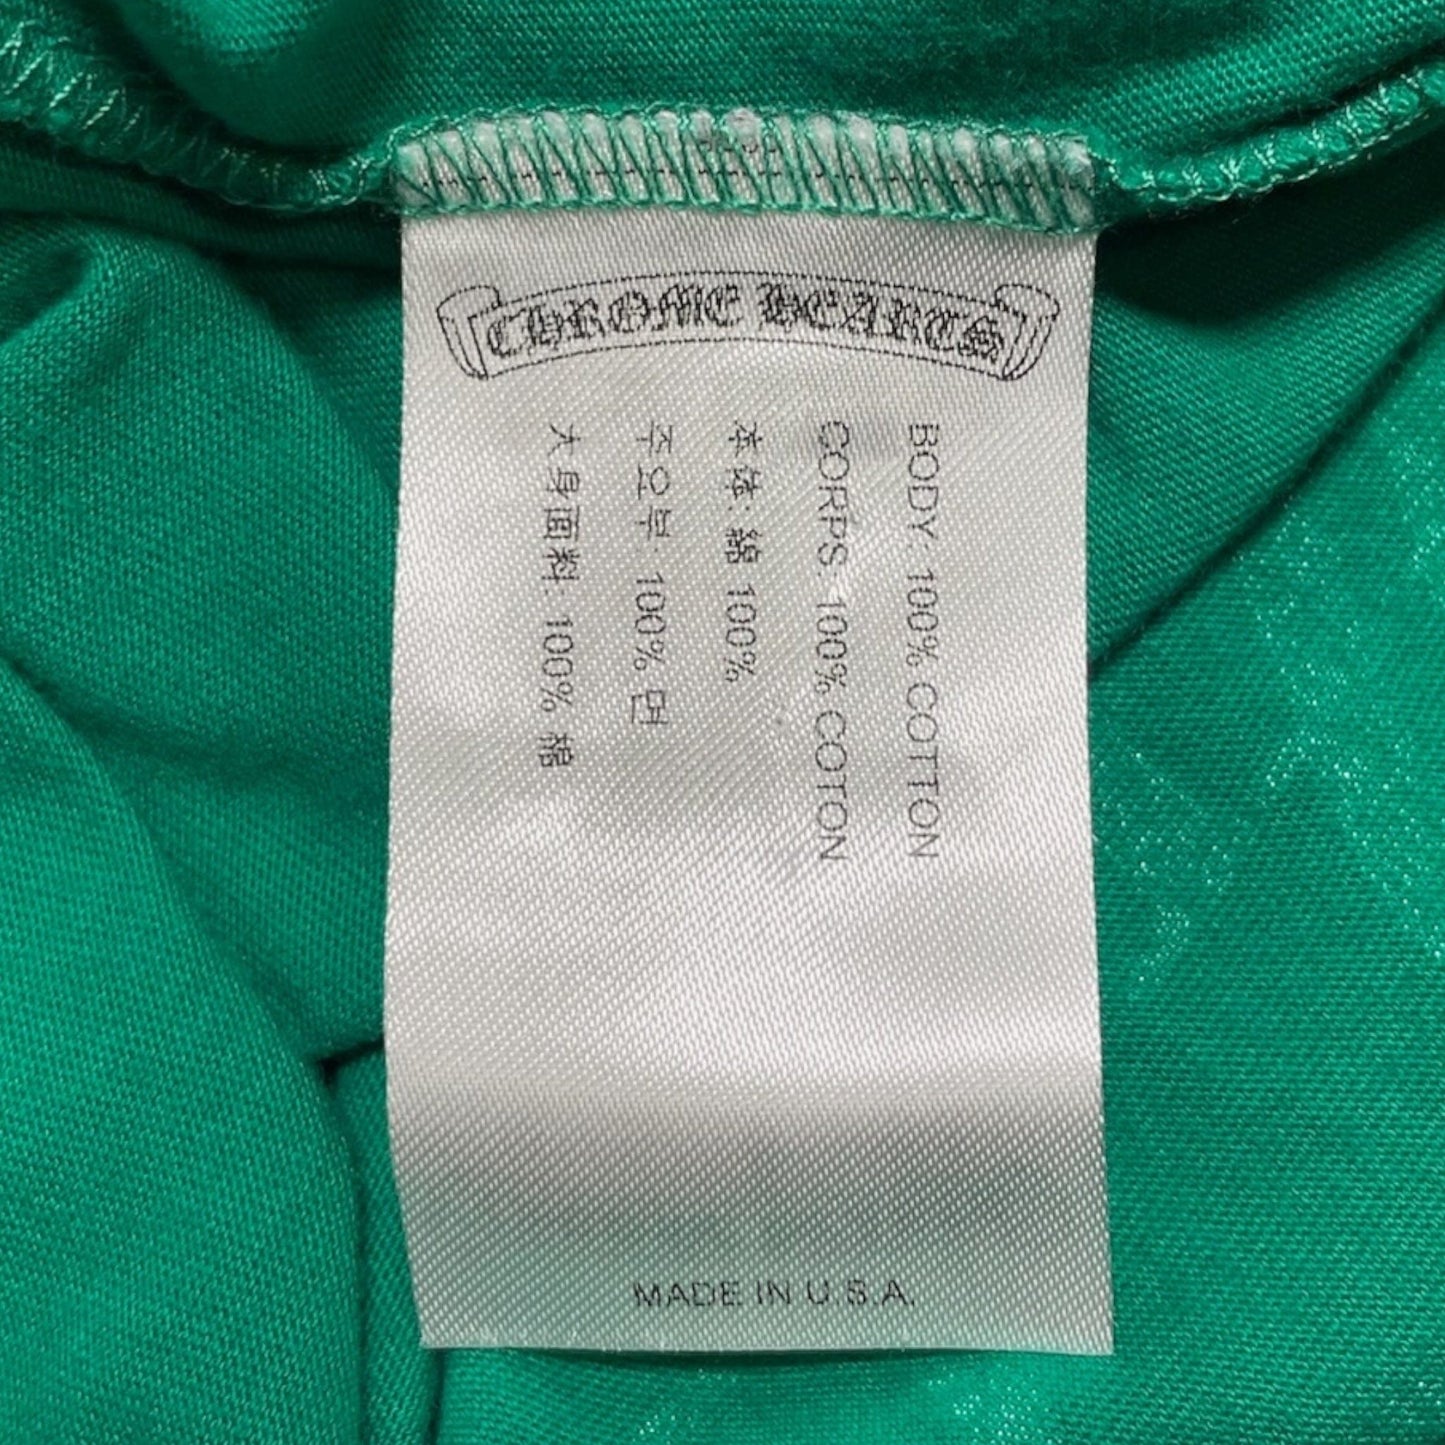 CHROME HEARTS
BODY: 100% COTTON
CORPS: 100% COTON
本体: 綿 100%
주요부: 100% 면
大身面料: 100% 棉
MADE IN U.S.A.